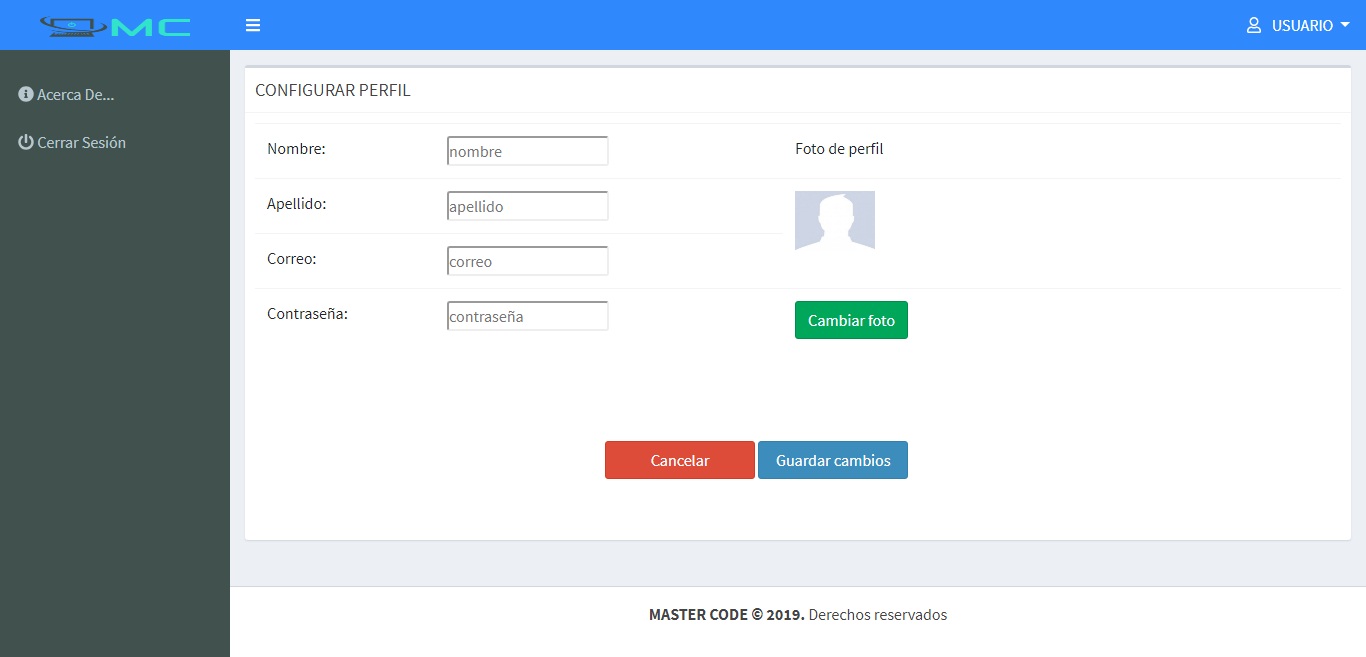 MC
USUARIO
Acerca De...
Cerrar Sesión
CONFIGURAR PERFIL
Nombre:
nombre
Foto de perfil
Apellido:
apellido
Correo:
correo
Contraseña:
contraseña
Cambiar foto
Cancelar
Guardar cambios
MASTER CODE © 2019. Derechos reservados